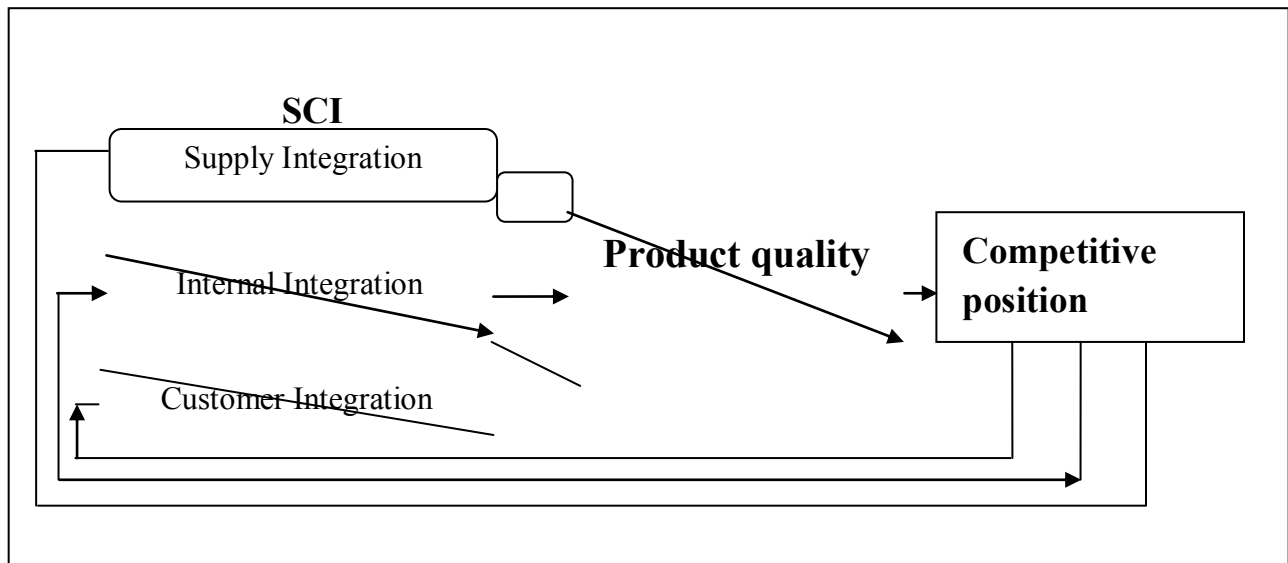 SCI
Supply Integration
Product quality
Competitive
position
Internal Integration
Customer Integration